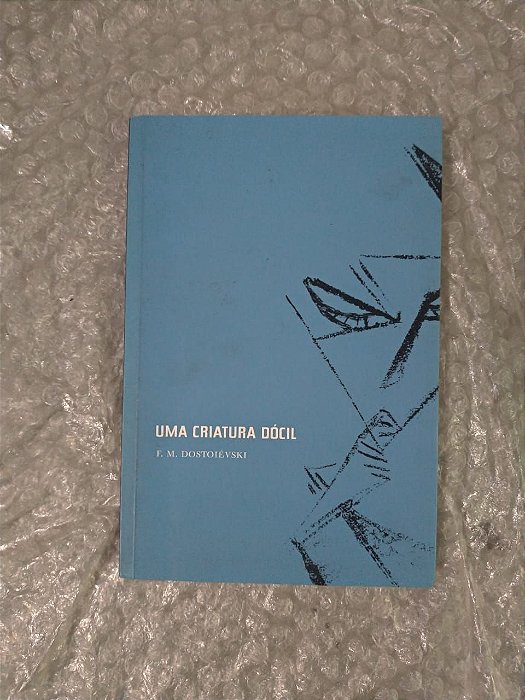 UMA CRIATURA DÓCIL
F. M. DOSTOIÉVSKI